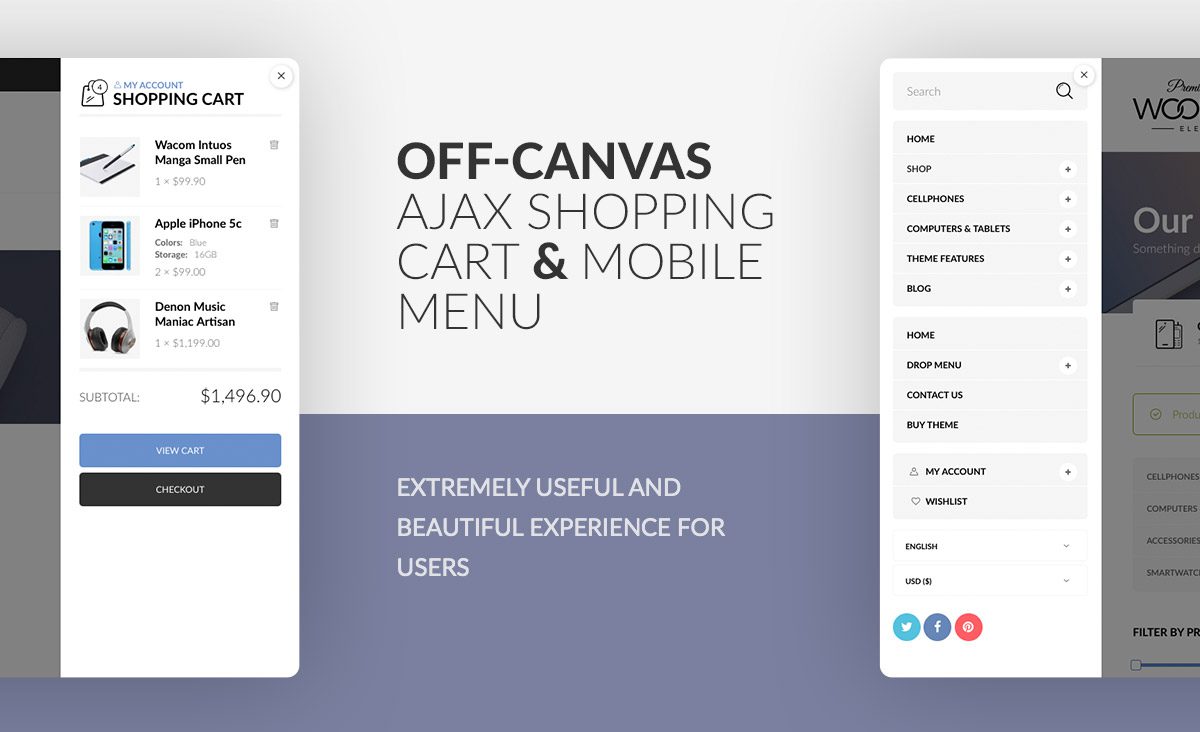 4
MY ACCOUNT
SHOPPING CART
Wacom Intuos
Manga Small Pen
1 × $99.90
Apple iPhone 5c
Colors: Blue
Storage: 16GB
2 × $99.00
Denon Music
Maniac Artisan
1 × $1,199.00
SUBTOTAL: $1,496.90
VIEW CART
CHECKOUT
OFF-CANVAS
AJAX SHOPPING
CART & MOBILE
MENU
EXTREMELY USEFUL AND
BEAUTIFUL EXPERIENCE FOR
USERS
Search
HOME
SHOP
CELLPHONES
COMPUTERS & TABLETS
THEME FEATURES
BLOG
HOME
DROP MENU
CONTACT US
BUY THEME
MY ACCOUNT
WISHLIST
ENGLISH
USD ($)
Premi
WOO
ELE
Our
Something d
Produ
CELLPHONES
COMPUTERS
ACCESSORIES
SMARTWATC
FILTER BY PR